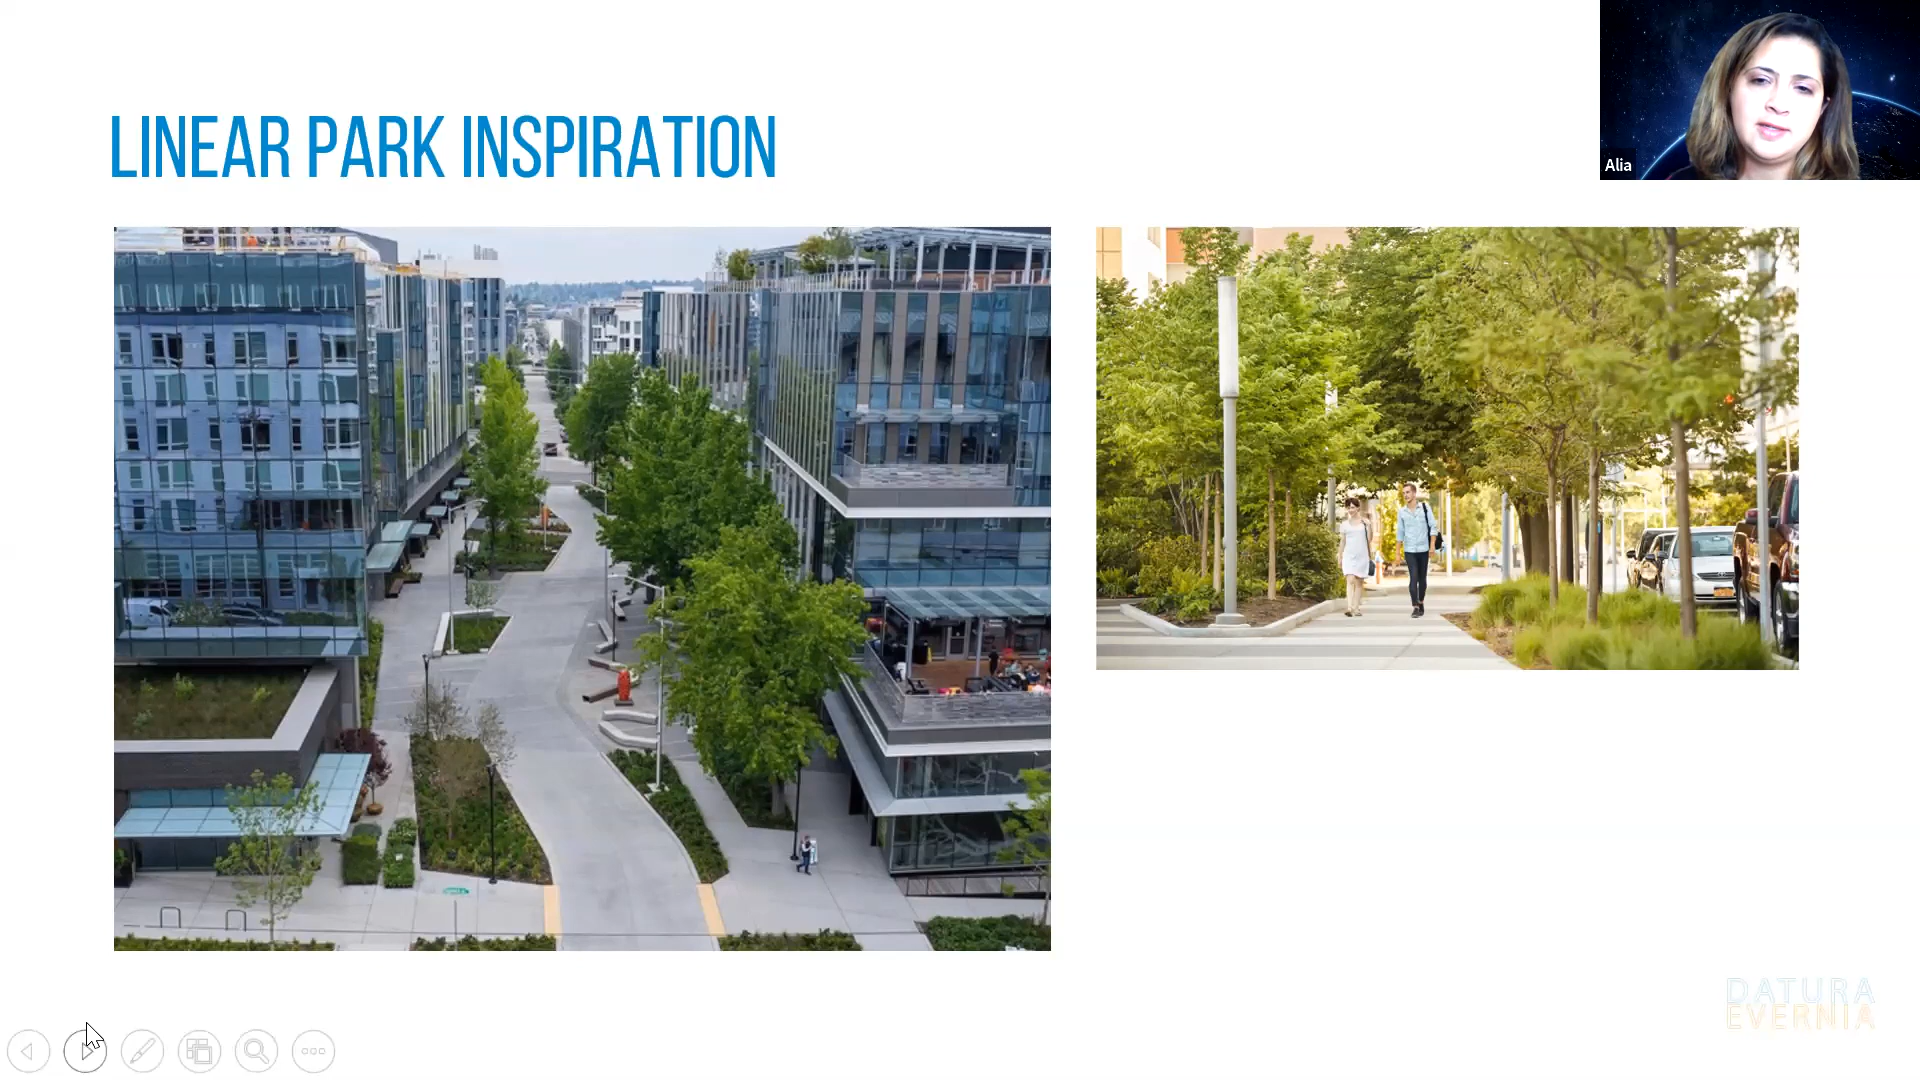 LINEAR PARK INSPIRATION
Alia
DATURA
EVERNIA